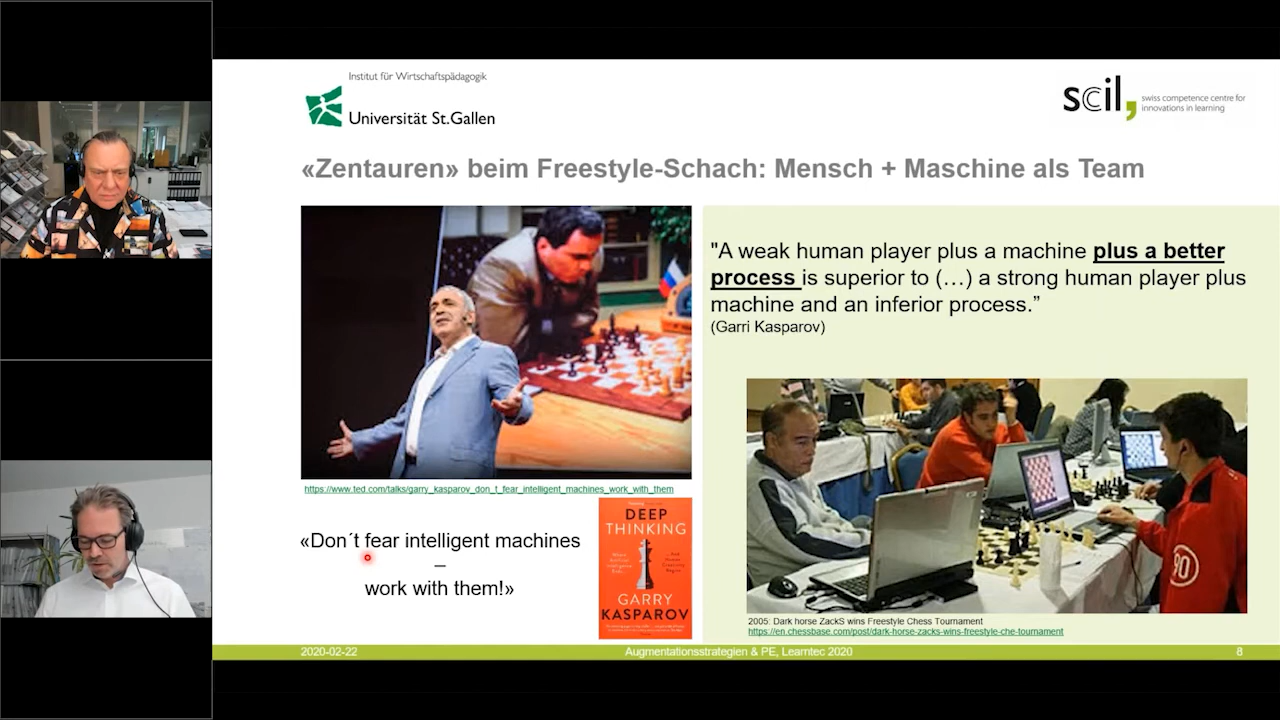 Institut für Wirtschaftspädagogik
Universität St.Gallen
scil,
swiss competence centre for
innovations in learning
«Zentauren» beim Freestyle-Schach: Mensch + Maschine als Team
"A weak human player plus a machine plus a better
process is superior to (…) a strong human player plus
machine and an inferior process.”
(Garri Kasparov)
https://www.ted.com/talks/garry_kasparov_don_t_fear_intelligent_machines_work_with_them
«Don´t fear intelligent machines
–
work with them!»
DEEP
THINKING
GARRY
KASPAROV
90
2005: Dark horse ZackS wins Freestyle Chess Tournament
https://en.chessbase.com/post/dark-horse-zacks-wins-freestyle-che-tournament
2020-02-22
Augmentationsstrategien & PE, Learntec 2020
8